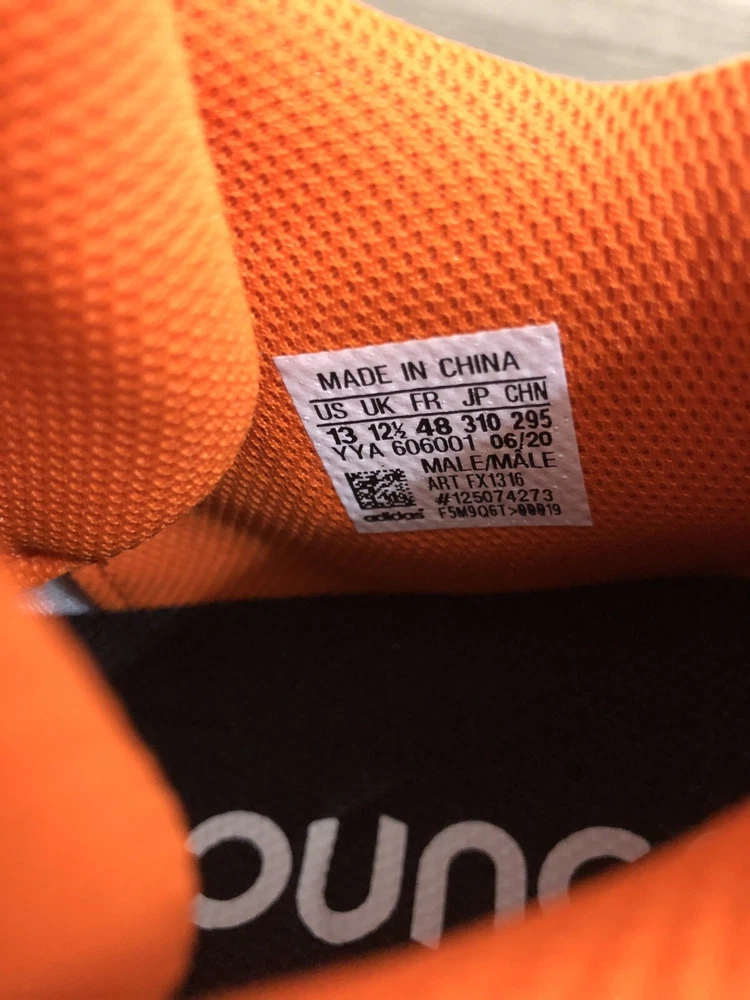 MADE IN CHINA
US UK FR JP CHN
13 12½ 48 310 295
YYA 606001 06/20
MALE/MÂLE
ART FX1316
#125074273
adidas F5M9Q6T>00019
ounc